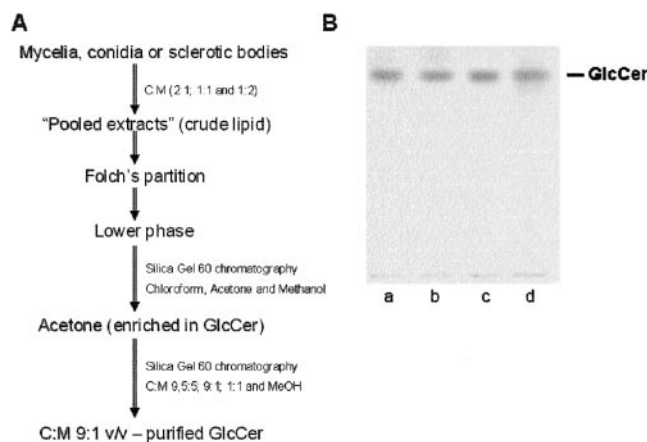 A
Mycelia, conidia or sclerotic bodies
C:M (2:1; 1:1 and 1:2)
"Pooled extracts" (crude lipid)
Folch's partition
Lower phase
Silica Gel 60 chromatography
Chloroform, Acetone and Methanol
Acetone (enriched in GlcCer)
Silica Gel 60 chromatography
C:M 9,5:5; 9:1; 1:1 and MeOH
C:M 9:1 v/v – purified GlcCer
B
GlcCer
a b c d